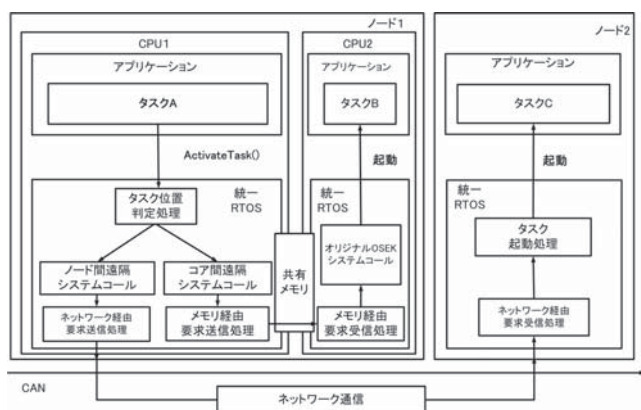 ノード1
ノード2
CPU1
CPU2
アプリケーション
アプリケーション
アプリケーション
タスクA
タスクB
タスクC
ActivateTask()
起動
起動
タスク位置
判定処理
統一
RTOS
統一
RTOS
統一
RTOS
ノード間遠隔
システムコール
コア間遠隔
システムコール
共有
メモリ
オリジナルOSEK
システムコール
タスク
起動処理
ネットワーク経由
要求送信処理
メモリ経由
要求送信処理
メモリ経由
要求受信処理
ネットワーク経由
要求受信処理
CAN
ネットワーク通信